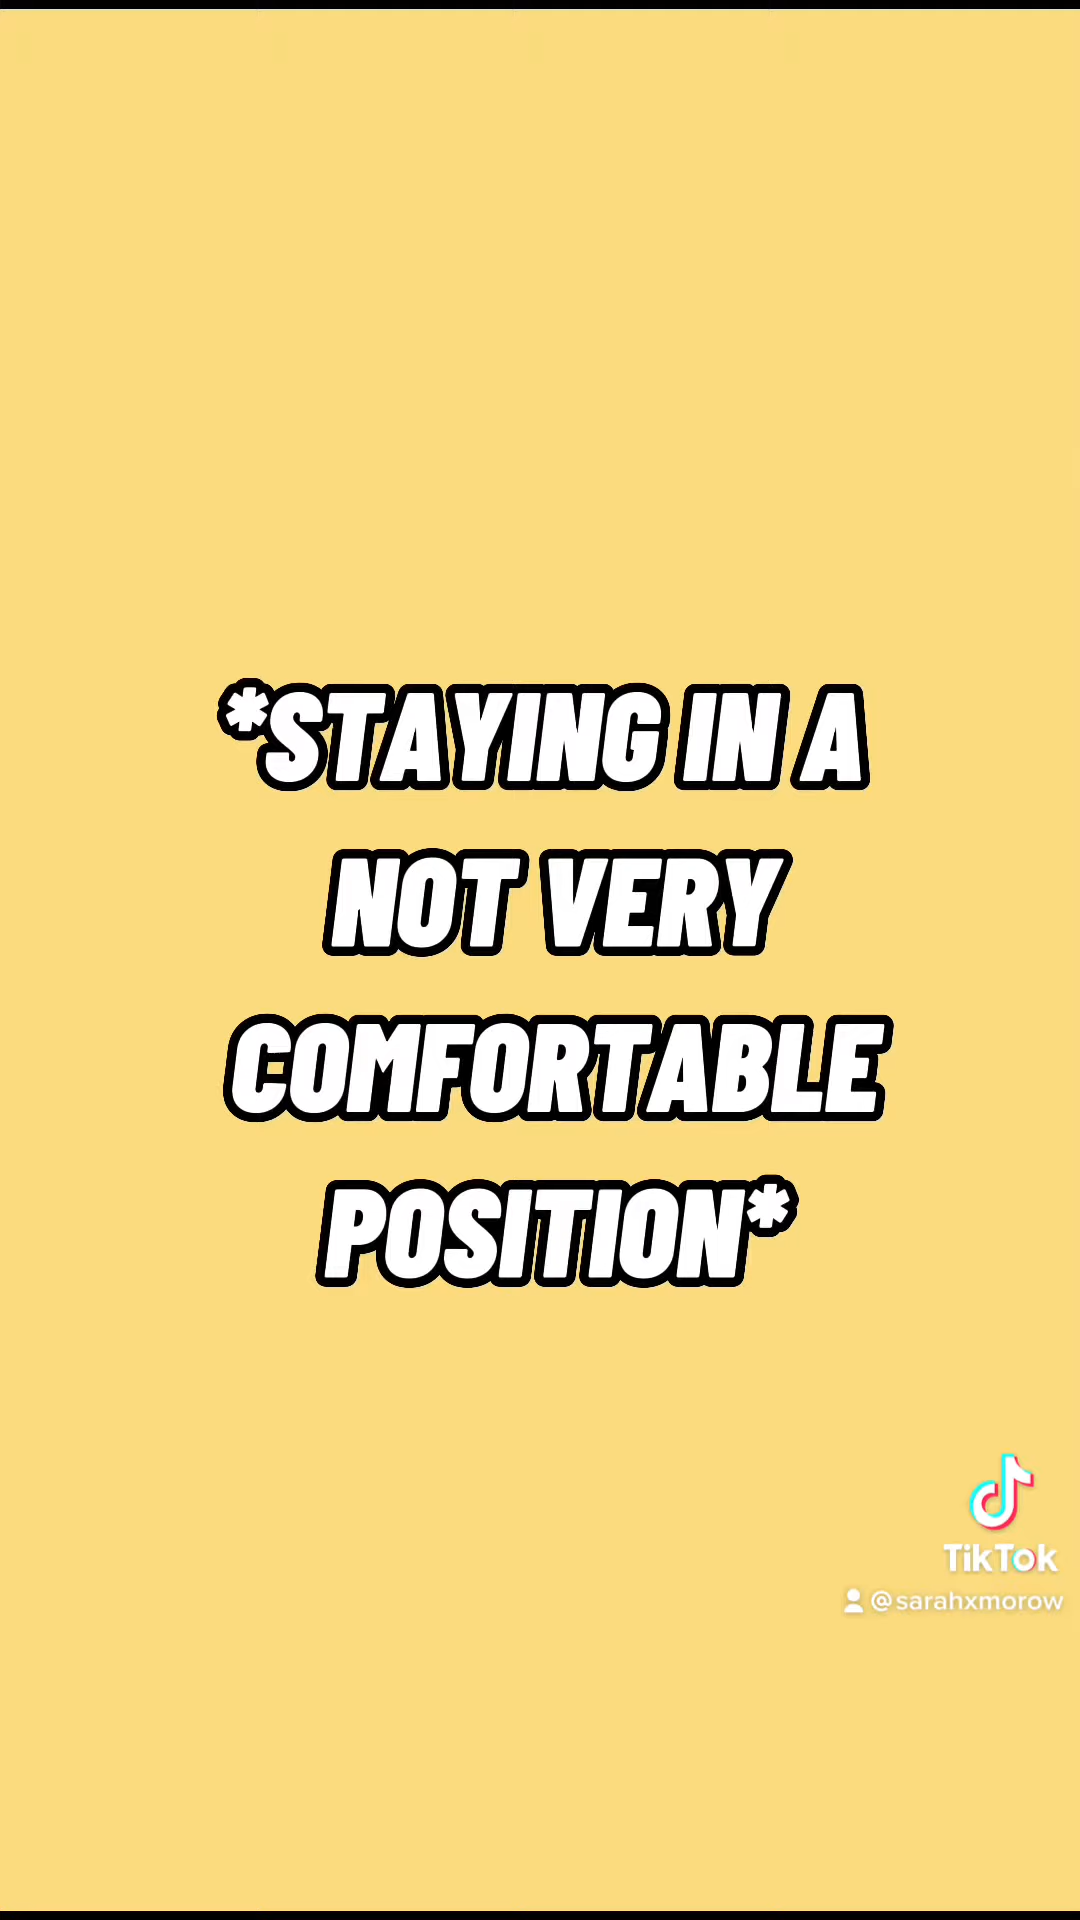 *STAYING IN A
NOT VERY
COMFORTABLE
POSITION*
TikTok
@sarahxmorow